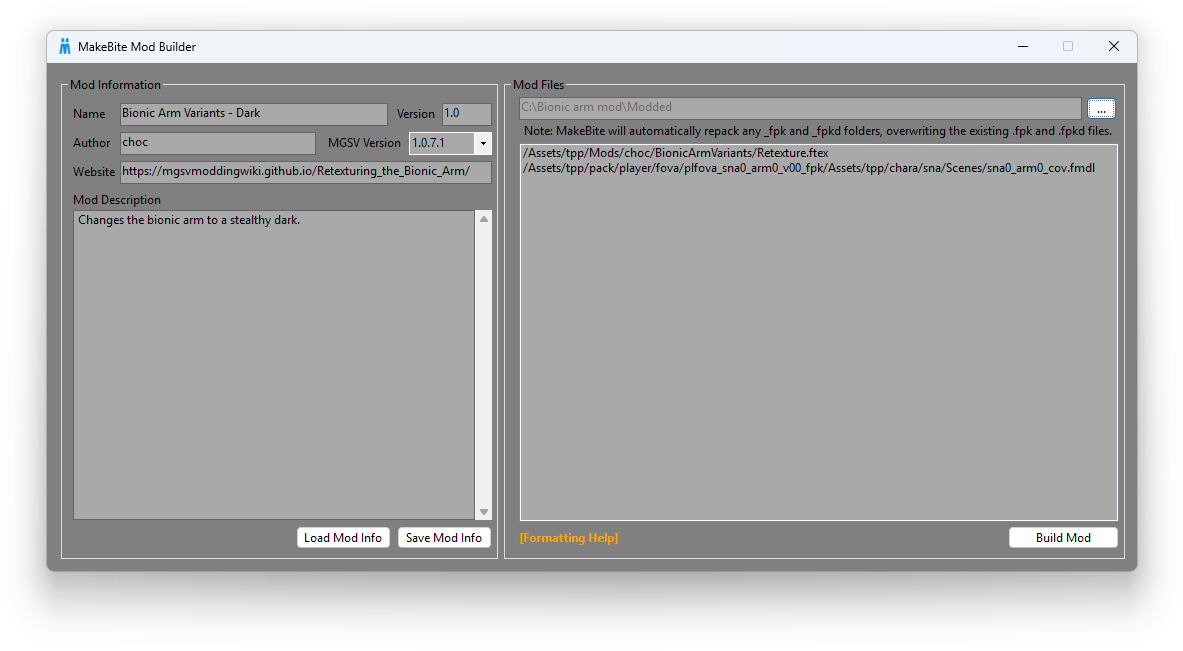 MakeBite Mod Builder
Mod Information
Name Bionic Arm Variants - Dark Version 1.0
Author choc MGSV Version 1.0.7.1
Website https://mgsvmoddingwiki.github.io/Retexturing_the_Bionic_Arm/
Mod Description
Changes the bionic arm to a stealthy dark.
Load Mod Info Save Mod Info
Mod Files
C:\Bionic arm mod\Modded ...
Note: MakeBite will automatically repack any _fpk and _fpkd folders, overwriting the existing .fpk and .fpkd files.
/Assets/tpp/Mods/choc/BionicArmVariants/Retexture.ftex
/Assets/tpp/pack/player/fova/plfova_sna0_arm0_v00_fpk/Assets/tpp/chara/sna/Scenes/sna0_arm0_cov.fmdl
[Formatting Help] Build Mod